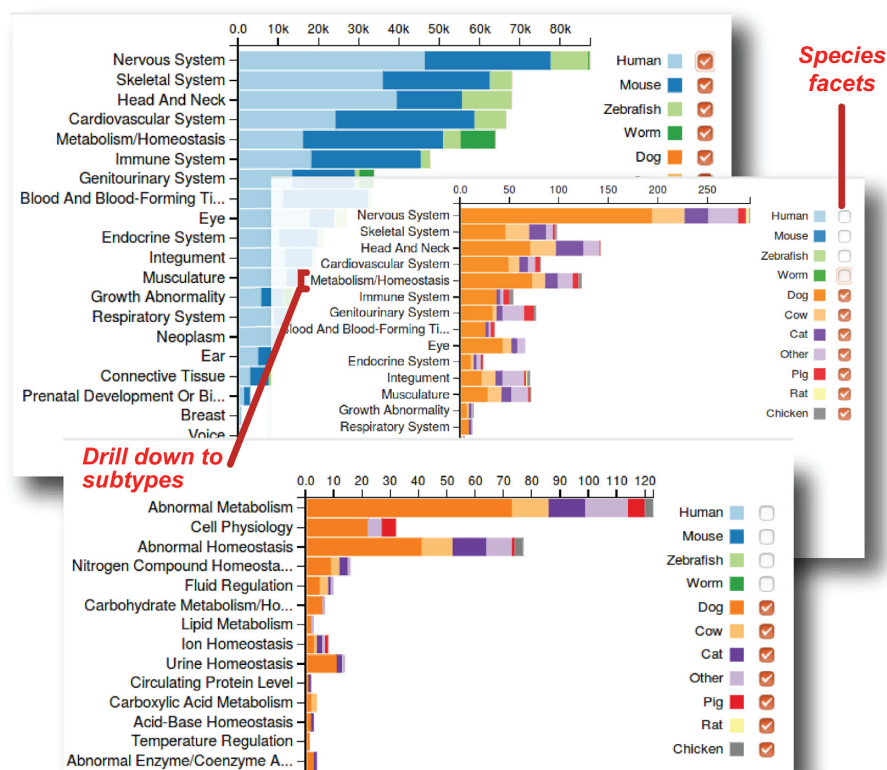 0.0 10k 20k 30k 40k 50k 60k 70k 80k
Nervous System
Skeletal System
Head And Neck
Cardiovascular System
Metabolism/Homeostasis
Immune System
Genitourinary System
Blood And Blood-Forming Ti...
Eye
Endocrine System
Integument
Musculature
Growth Abnormality
Respiratory System
Neoplasm
Ear
Connective Tissue
Prenatal Development Or Bi...
Breast
Voice
Human
Mouse
Zebrafish
Worm
Dog
Species
facets
0.0 50 100 150 200 250
Nervous System
Skeletal System
Head And Neck
Cardiovascular System
Metabolism/Homeostasis
Immune System
Genitourinary System
Blood And Blood-Forming Ti...
Eye
Endocrine System
Integument
Musculature
Growth Abnormality
Respiratory System
Human
Mouse
Zebrafish
Worm
Dog
Cow
Cat
Other
Pig
Rat
Chicken
Drill down to
subtypes
0.0 10 20 30 40 50 60 70 80 90 100 110 120
Abnormal Metabolism
Cell Physiology
Abnormal Homeostasis
Nitrogen Compound Homeosta...
Fluid Regulation
Carbohydrate Metabolism/Ho...
Lipid Metabolism
Ion Homeostasis
Urine Homeostasis
Circulating Protein Level
Carboxylic Acid Metabolism
Acid-Base Homeostasis
Temperature Regulation
Abnormal Enzyme/Coenzyme A...
Human
Mouse
Zebrafish
Worm
Dog
Cow
Cat
Other
Pig
Rat
Chicken